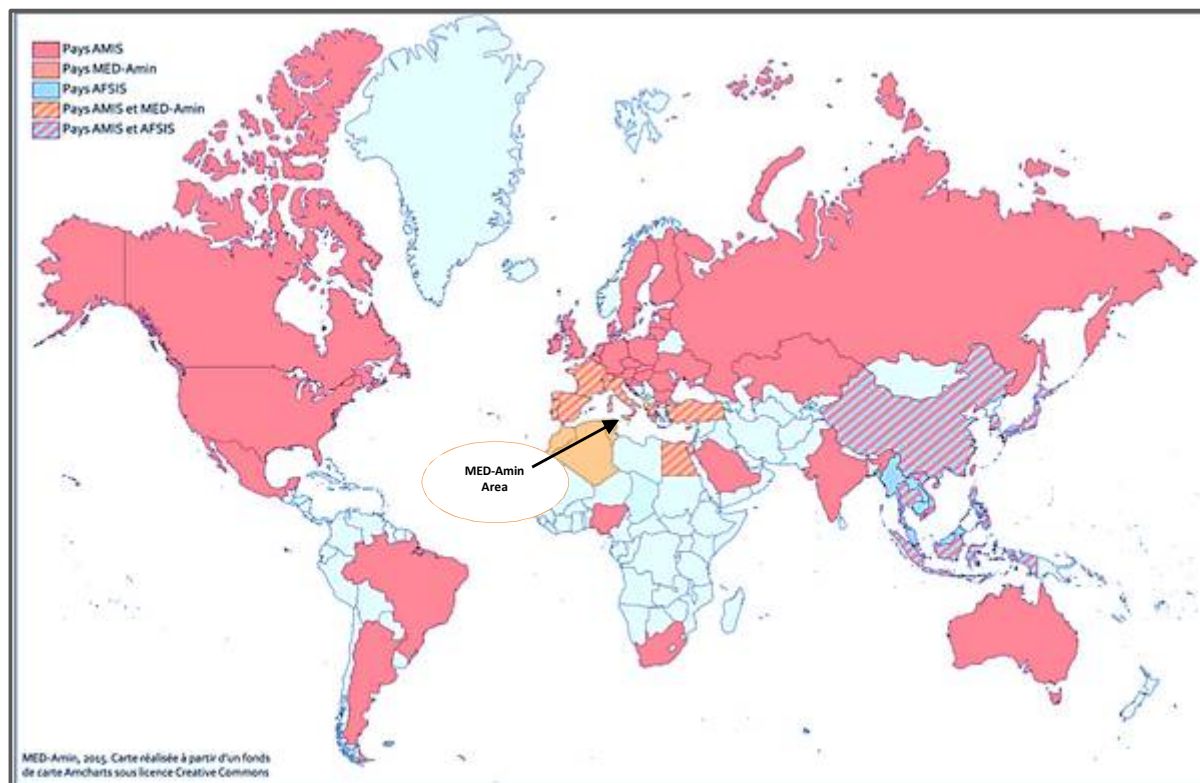 Pays AMIS
Pays MED-Amin
Pays AFSIS
Pays AMIS et MED-Amin
Pays AMIS et AFSIS
MED-Amin
Area
MED-Amin, 2015. Carte réalisée à partir d'un fonds
de carte Amcharts sous licence Creative Commons